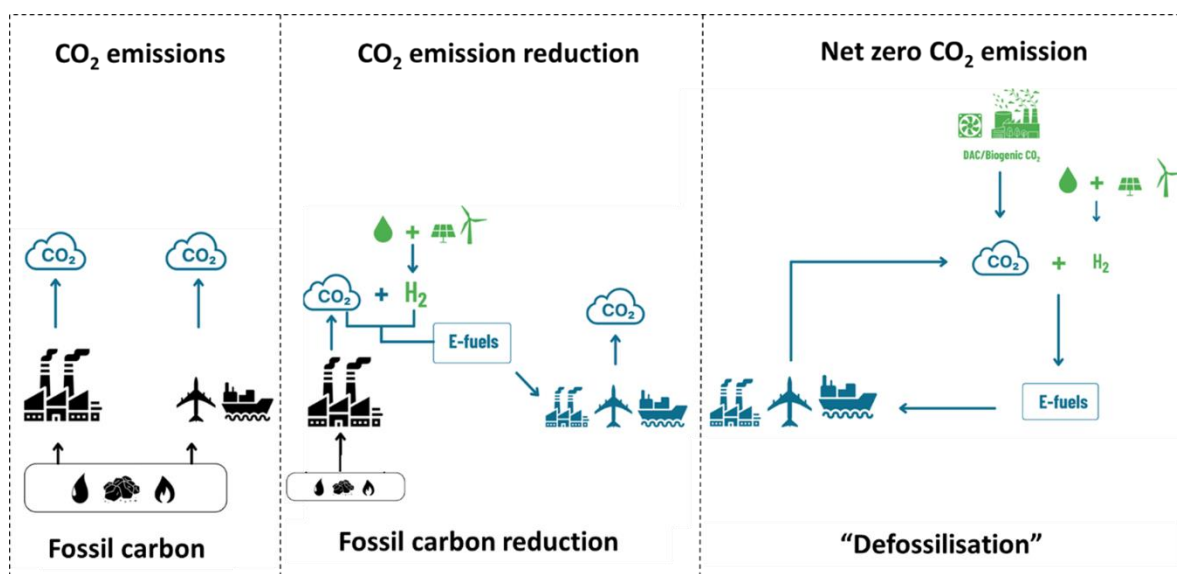 CO₂ emissions
CO₂
CO₂
Fossil carbon
CO₂ emission reduction
+
CO₂ + H₂
CO₂
E-fuels
Fossil carbon reduction
Net zero CO₂ emission
DAC/Biogenic CO₂
+
CO₂ + H₂
E-fuels
“Defossilisation”